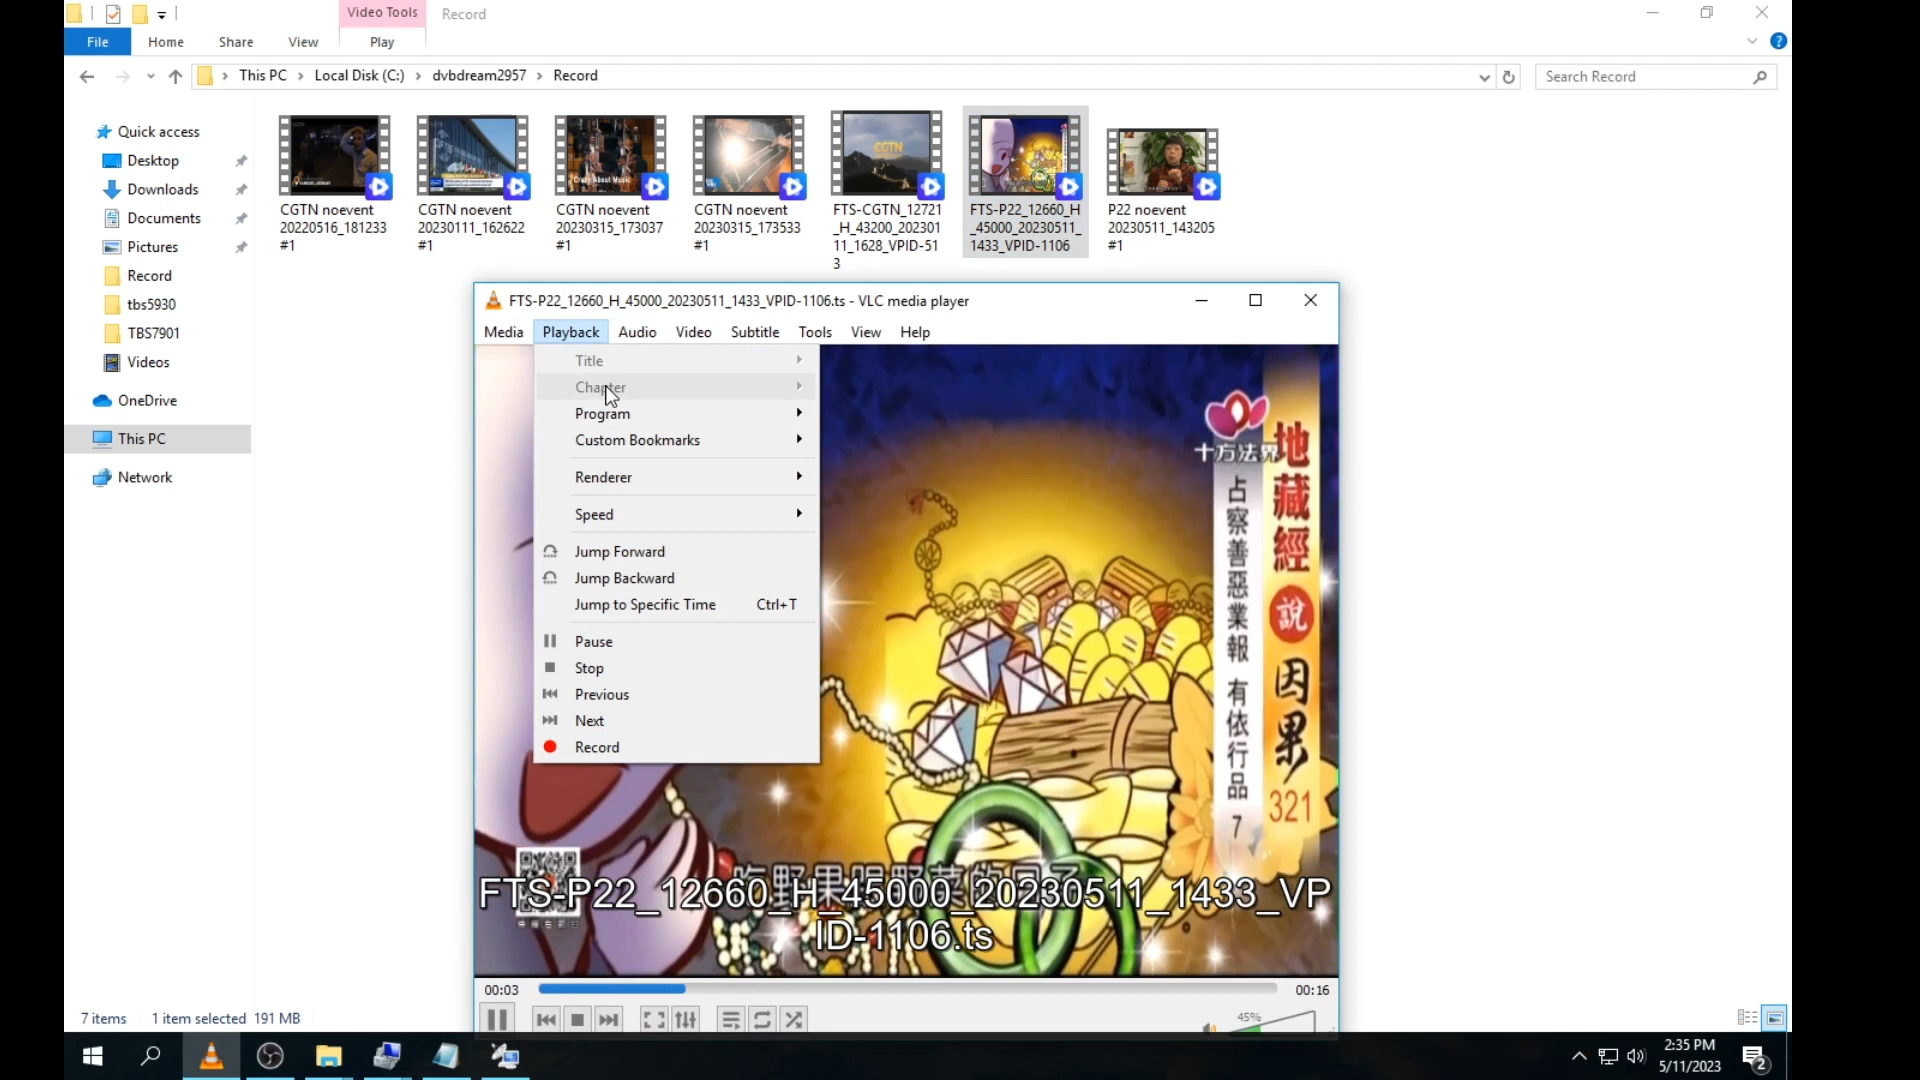 Video Tools
Record
File
Home
Share
View
Play
This PC
Local Disk (C:)
dvbdream2957
Record
Search Record
Quick access
Desktop
Downloads
Documents
Pictures
Record
tbs5930
TBS7901
Videos
OneDrive
This PC
Network
CGTN noevent
20220516_181233
#1
CGTN noevent
20230111_162622
#1
CGTN noevent
20230315_173037
#1
CGTN noevent
20230315_173533
#1
FTS-CGTN_12721
_H_43200_202301
11_1628_VPID-51
3
FTS-P22_12660_H
_45000_20230511_
1433_VPID-1106
P22 noevent
20230511_143205
#1
Crazy About Music
CGTN
FTS-P22_12660_H_45000_20230511_1433_VPID-1106.ts - VLC media player
Media
Playback
Audio
Video
Subtitle
Tools
View
Help
Title
Chapter
Program
Custom Bookmarks
Renderer
Speed
Jump Forward
Jump Backward
Jump to Specific Time Ctrl+T
Pause
Stop
Previous
Next
Record
十方法界
地藏經說因果
321
占察善惡業報 有依行品 7
FTS-P22_12660_H_45000_20230511_1433_VP
ID-1106.ts
00:03
00:16
45%
7 items
1 item selected 191 MB
2:35 PM
5/11/2023
2